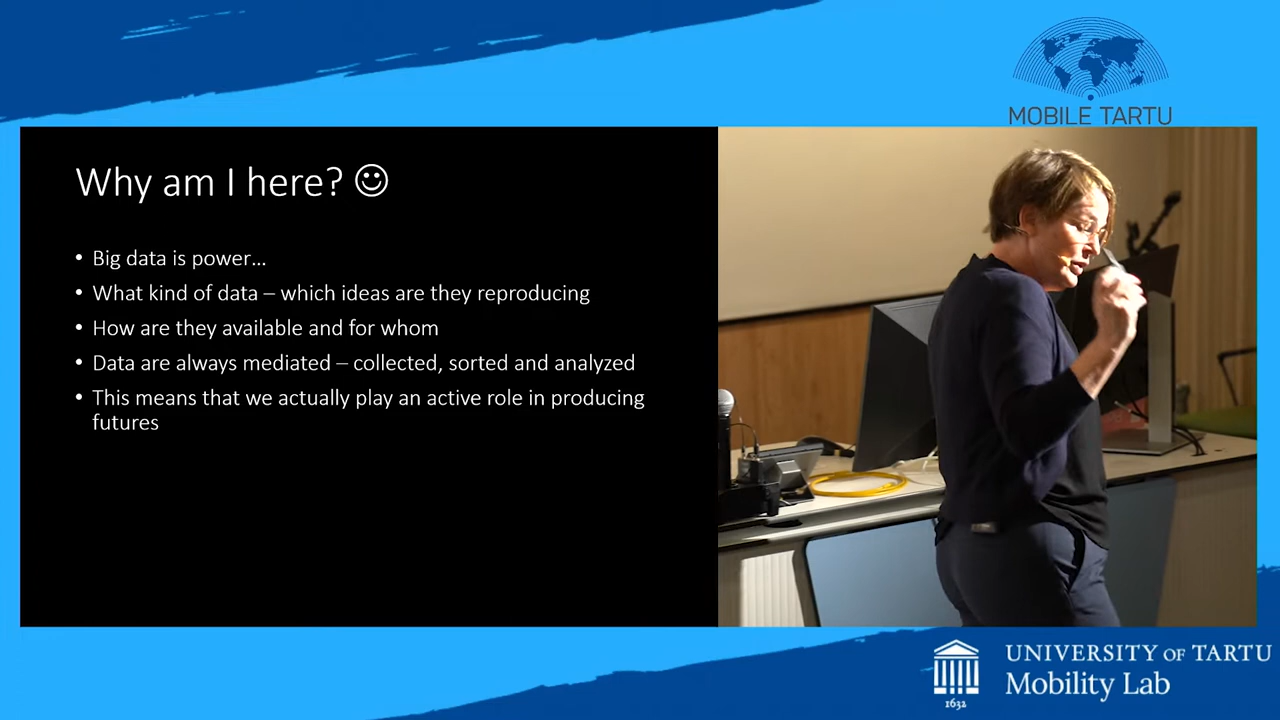 MOBILE TARTU
Why am I here? ☺
• Big data is power…
• What kind of data – which ideas are they reproducing
• How are they available and for whom
• Data are always mediated – collected, sorted and analyzed
• This means that we actually play an active role in producing
futures
UNIVERSITY OF TARTU
Mobility Lab
1632